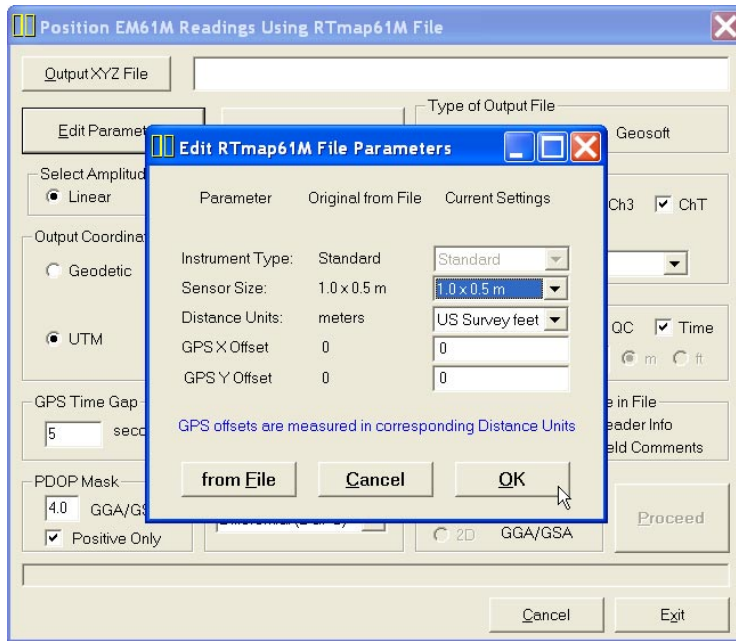 Position EM61M Readings Using RTmap61M File
Output XYZ File
Type of Output File
Edit Paramet
Geosoft
Edit RTmap61M File Parameters
Select Amplitud
Linear
Ch3
ChT
Parameter
Original from File
Current Settings
Output Coordina
Geodetic
UTM
Instrument Type:
Standard
Standard
Sensor Size:
1.0 x 0.5 m
1.0 x 0.5 m
Distance Units:
meters
US Survey feet
GPS X Offset
0
0
GPS Y Offset
0
0
QC
Time
m
ft
GPS offsets are measured in corresponding Distance Units
from File
Cancel
OK
GPS Time Gap
5
seco
e in File
eader Info
eld Comments
PDOP Mask
4.0
GGA/GS
Positive Only
2D
GGA/GSA
Proceed
Cancel
Exit